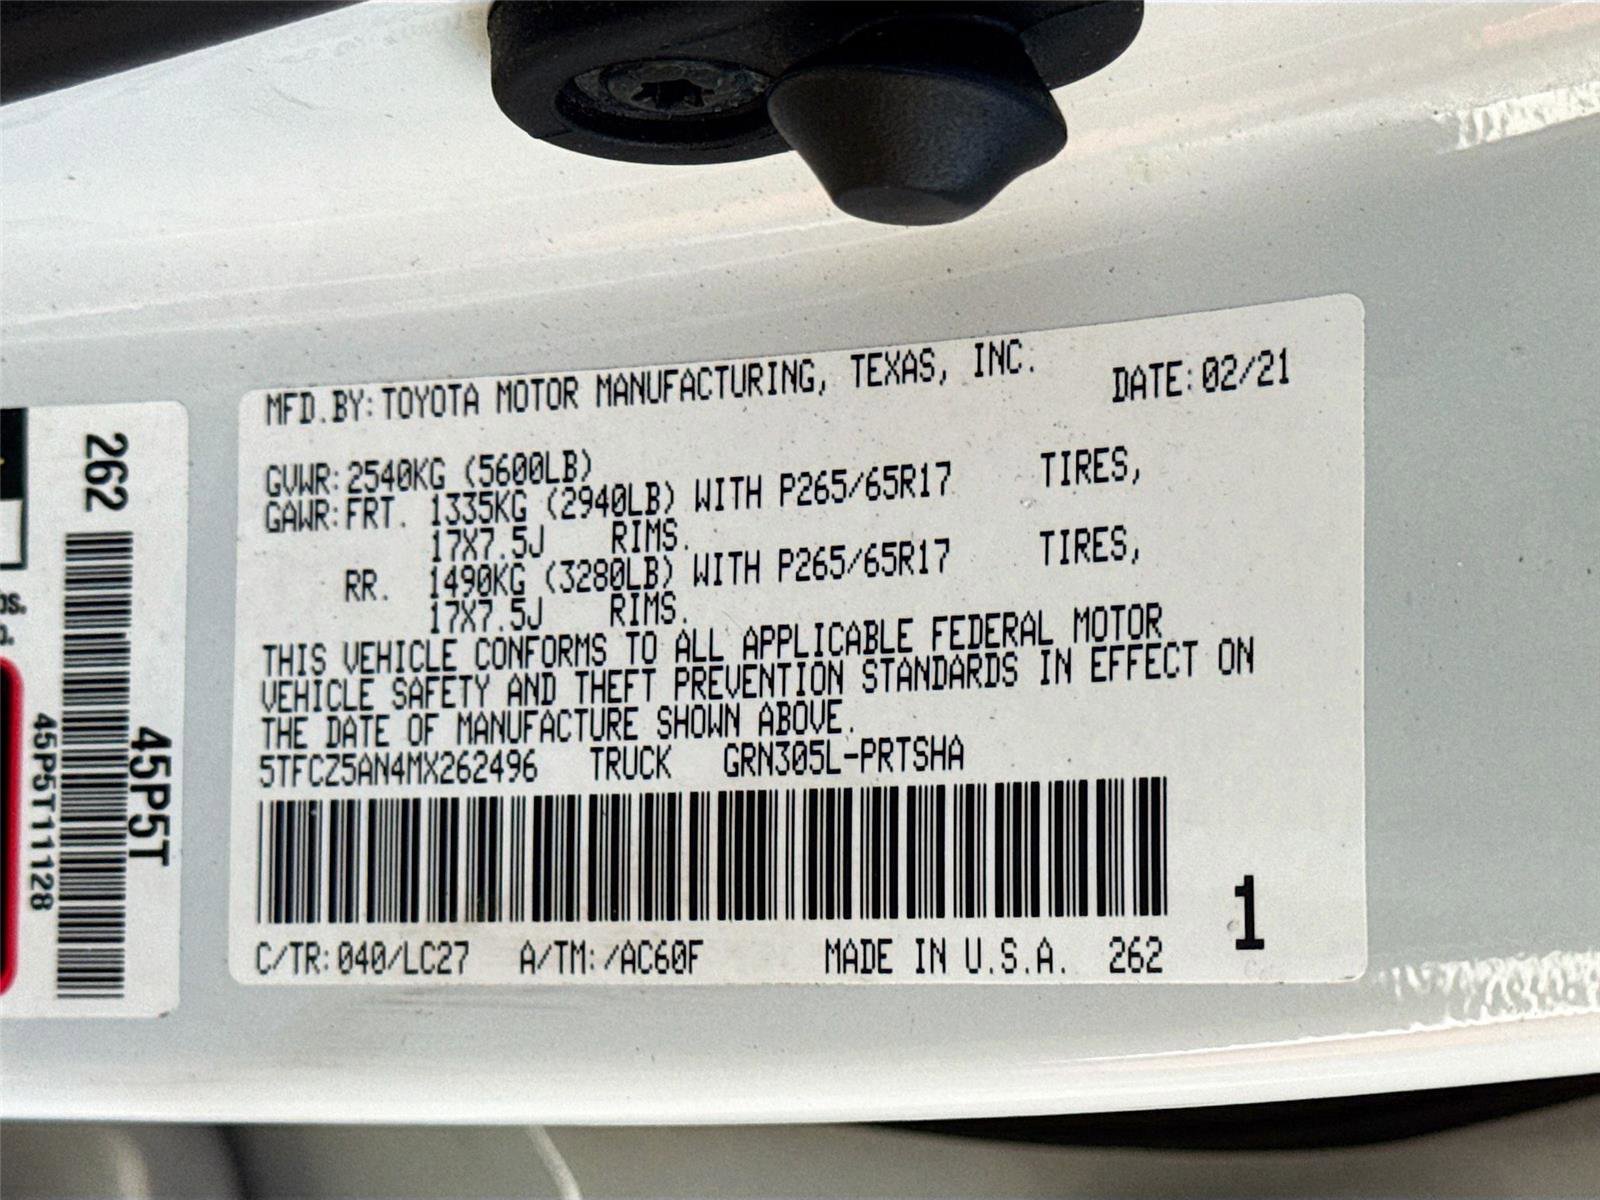 MFD.BY:TOYOTA MOTOR MANUFACTURING, TEXAS, INC.
DATE:02/21
GVWR:2540KG (5600LB)
GAWR:FRT. 1335KG (2940LB) WITH P265/65R17 TIRES,
17X7.5J RIMS.
RR. 1490KG (3280LB) WITH P265/65R17 TIRES,
17X7.5J RIMS.
THIS VEHICLE CONFORMS TO ALL APPLICABLE FEDERAL MOTOR
VEHICLE SAFETY AND THEFT PREVENTION STANDARDS IN EFFECT ON
THE DATE OF MANUFACTURE SHOWN ABOVE.
5TFCZ5AN4MX262496 TRUCK GRN305L-PRTSHA
C/TR:040/LC27 A/TM:/AC60F MADE IN U.S.A. 262
1
262
45P5T
45P5T11128